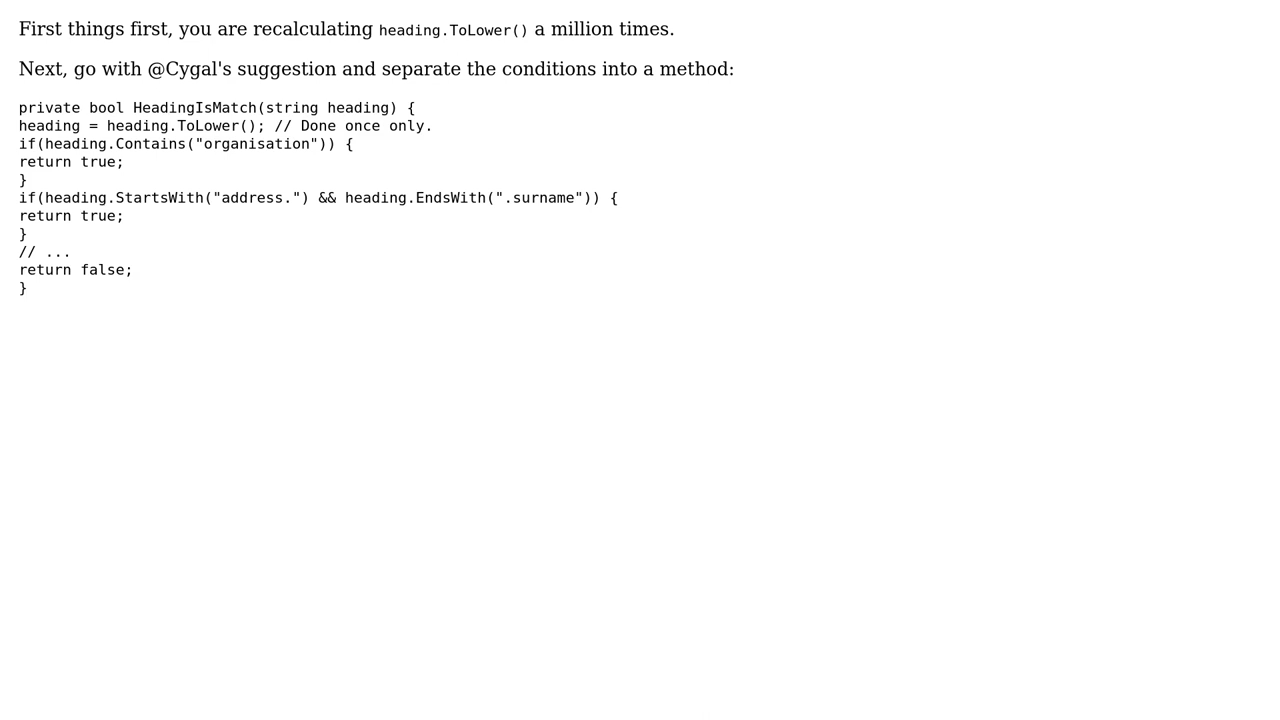 First things first, you are recalculating heading.ToLower() a million times.
Next, go with @Cygal's suggestion and separate the conditions into a method:
private bool HeadingIsMatch(string heading) {
heading = heading.ToLower(); // Done once only.
if(heading.Contains("organisation")) {
return true;
}
if(heading.StartsWith("address.") && heading.EndsWith(".surname")) {
return true;
}
// ...
return false;
}